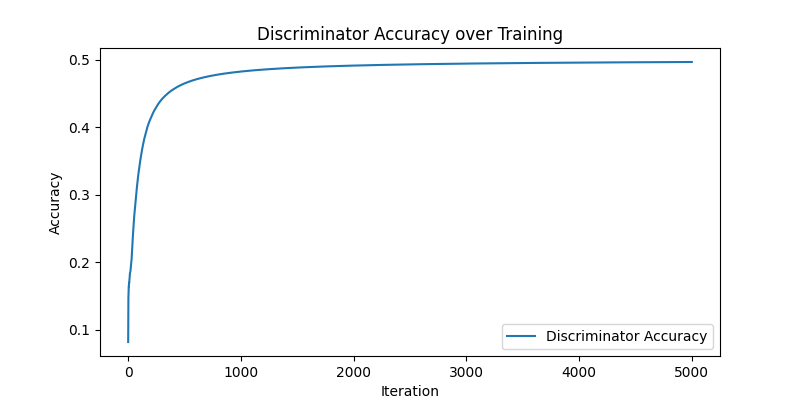 Discriminator Accuracy over Training
0.5
0.4
0.3
0.2
0.1
Accuracy
Discriminator Accuracy
0 1000 2000 3000 4000 5000
Iteration